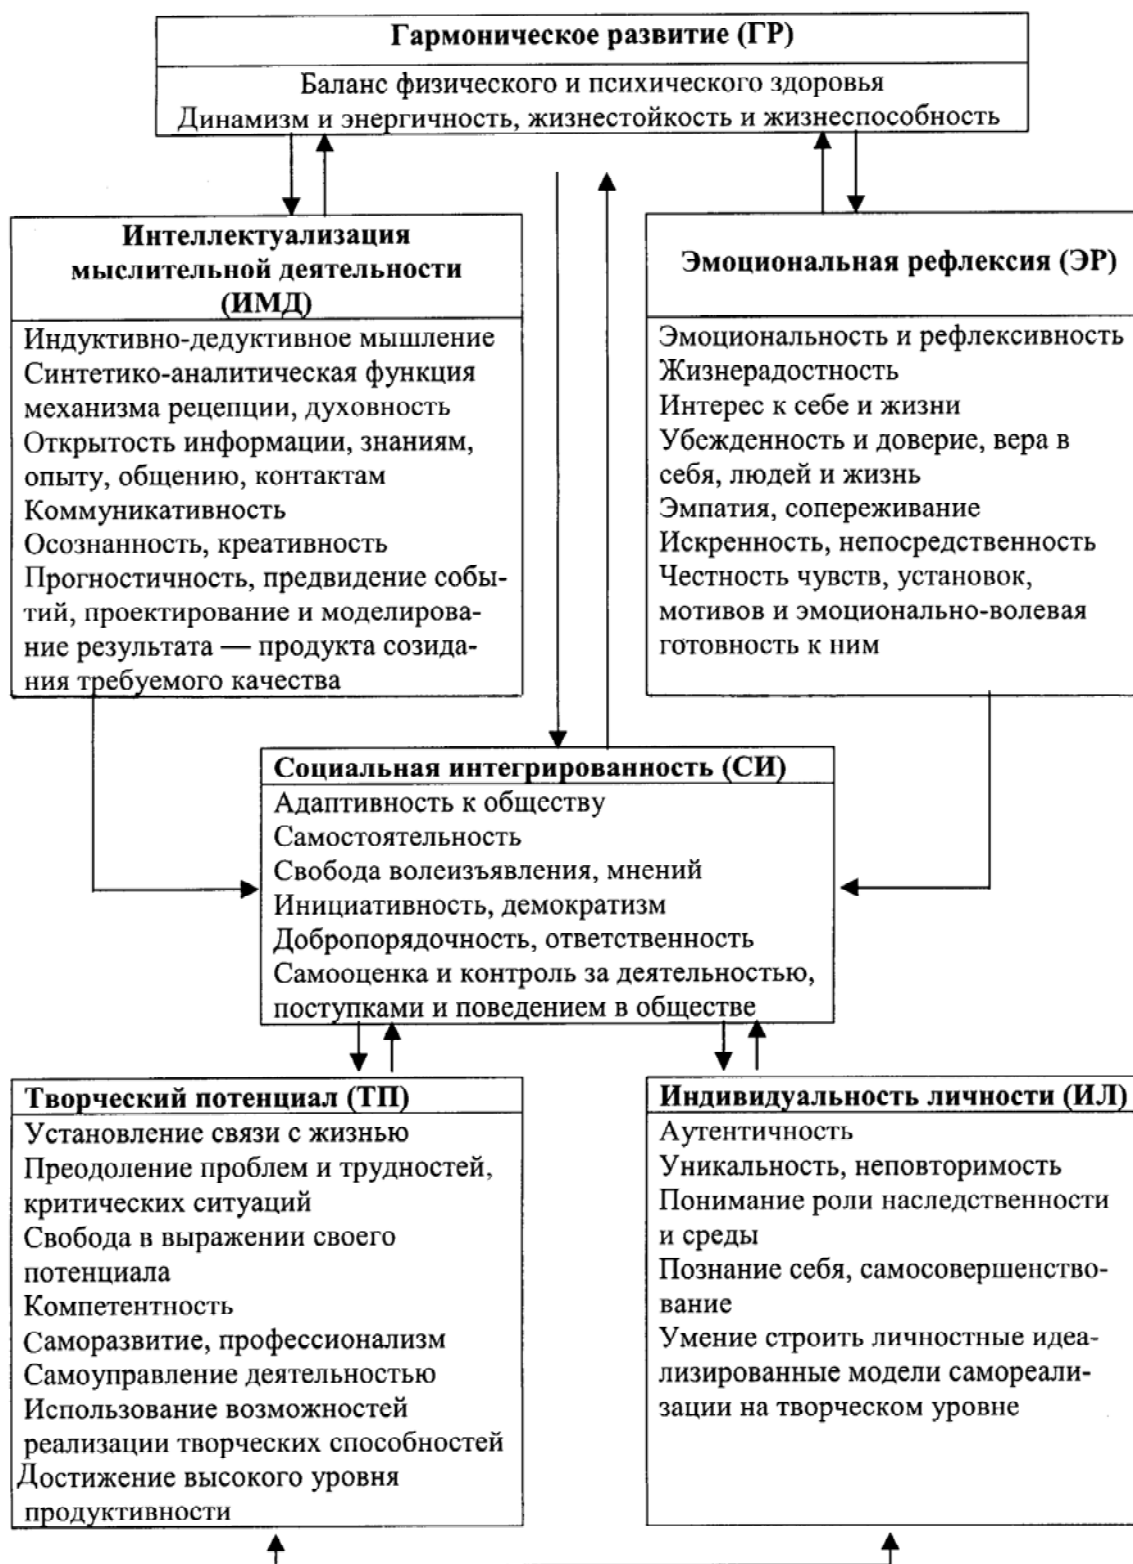 Гармоническое развитие (ГР)
Баланс физического и психического здоровья
Динамизм и энергичность, жизнестойкость и жизнеспособность
Интеллектуализация
мыслительной деятельности
(ИМД)
Индуктивно-дедуктивное мышление
Синтетико-аналитическая функция
механизма рецепции, духовность
Открытость информации, знаниям,
опыту, общению, контактам
Коммуникативность
Осознанность, креативность
Прогностичность, предвидение собы-
тий, проектирование и моделирова-
ние результата — продукта созида-
ния требуемого качества
Эмоциональная рефлексия (ЭР)
Эмоциональность и рефлексивность
Жизнерадостность
Интерес к себе и жизни
Убежденность и доверие, вера в
себя, людей и жизнь
Эмпатия, сопереживание
Искренность, непосредственность
Честность чувств, установок,
мотивов и эмоционально-волевая
готовность к ним
Социальная интегрированность (СИ)
Адаптивность к обществу
Самостоятельность
Свобода волеизъявления, мнений
Инициативность, демократизм
Добропорядочность, ответственность
Самооценка и контроль за деятельностью,
поступками и поведением в обществе
Творческий потенциал (ТП)
Установление связи с жизнью
Преодоление проблем и трудностей,
критических ситуаций
Свобода в выражении своего
потенциала
Компетентность
Саморазвитие, профессионализм
Самоуправление деятельностью
Использование возможностей
реализации творческих способностей
Достижение высокого уровня
продуктивности
Индивидуальность личности (ИЛ)
Аутентичность
Уникальность, неповторимость
Понимание роли наследственности
и среды
Познание себя, самосовершенство-
вание
Умение строить личностные идеа-
лизированные модели самореали-
зации на творческом уровне